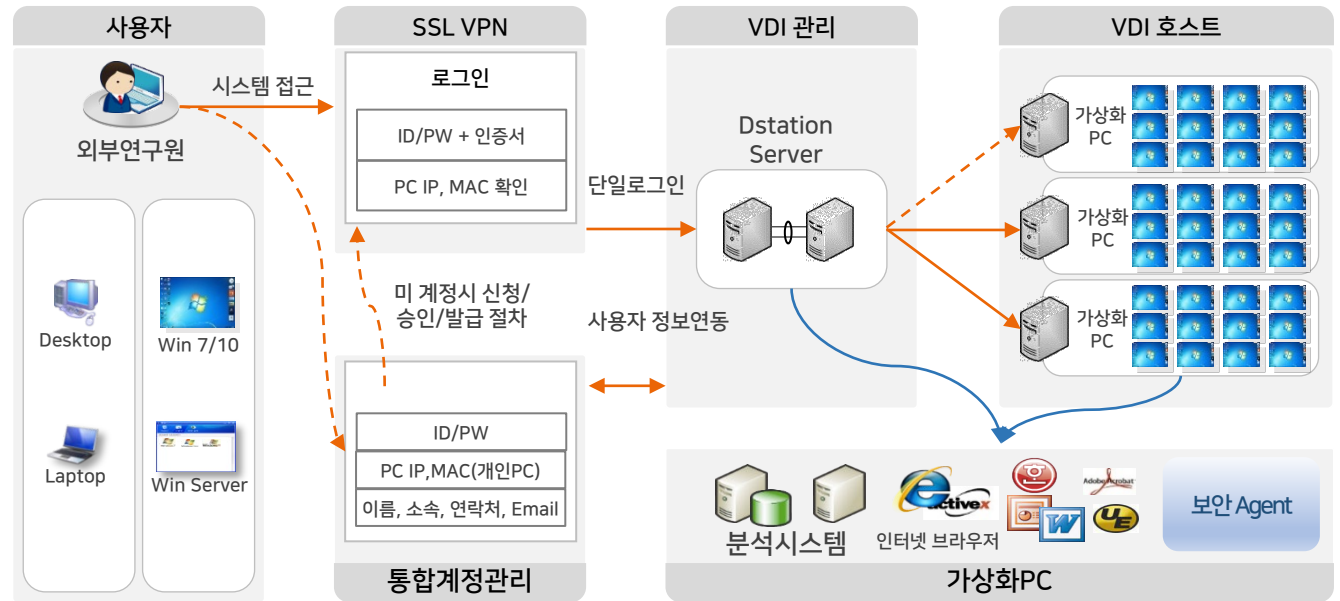 사용자
SSL VPN
VDI 관리
VDI 호스트
시스템 접근
외부연구원
Desktop
Win 7/10
Laptop
Win Server
로그인
ID/PW + 인증서
PC IP, MAC 확인
단일로그인
미 계정시 신청/
승인/발급 절차
사용자 정보연동
ID/PW
PC IP,MAC(개인PC)
이름, 소속, 연락처, Email
통합계정관리
Dstation
Server
가상화
PC
가상화
PC
가상화
PC
분석시스템
activex
인터넷 브라우저
Adobe Acrobat
W
UE
보안 Agent
가상화PC